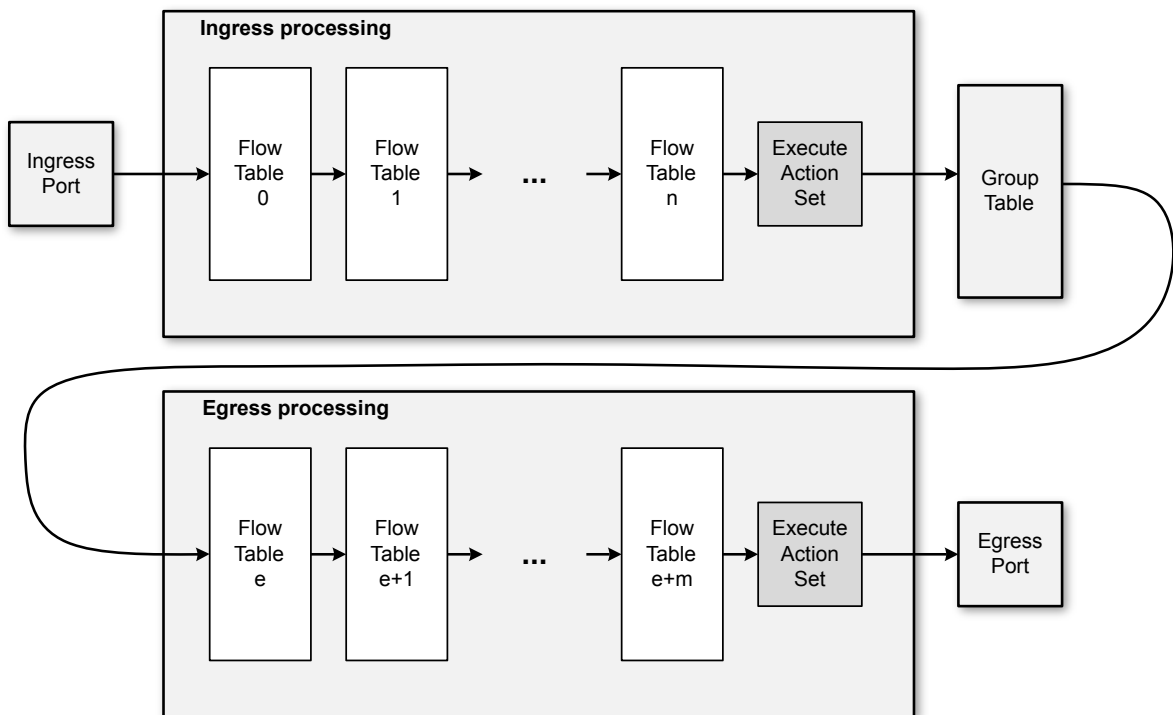 Ingress processing
Ingress
Port
Flow
Table
0
Flow
Table
1
...
Flow
Table
n
Execute
Action
Set
Group
Table
Egress processing
Flow
Table
e
Flow
Table
e+1
...
Flow
Table
e+m
Execute
Action
Set
Egress
Port